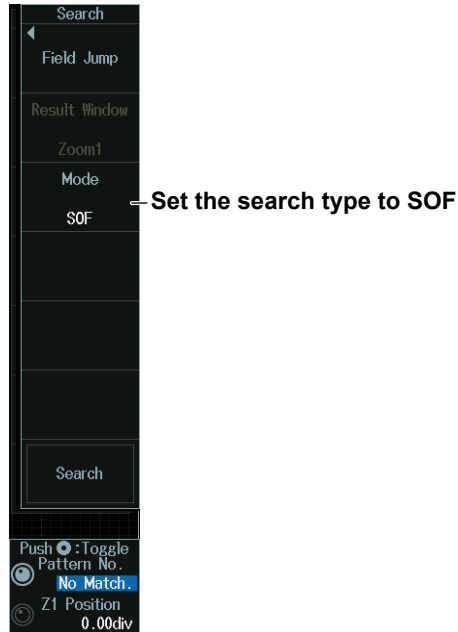 Search
Field Jump
Result Window
Zoom1
Mode
SOF
Set the search type to SOF
Search
Push :Toggle
Pattern No.
No Match.
Z1 Position
0.00div